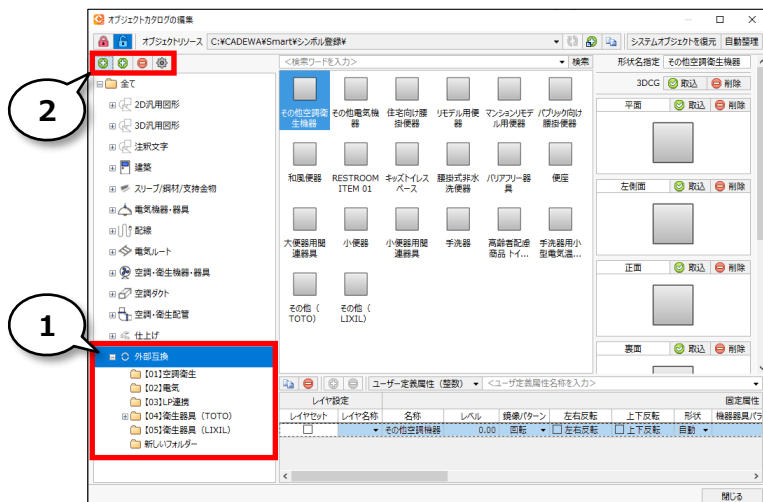 オブジェクトカタログの編集
オブジェクトリソース C:¥CADEWA¥Smart¥シンボル登録¥
システムオブジェクトを復元 自動整理
2
全て
2D汎用図形
3D汎用図形
注釈文字
建築
スリーブ/鋼材/支持金物
電気機器・器具
配線
電気ルート
空調・衛生機器・器具
空調ダクト
空調・衛生配管
仕上げ
1
外部互換
【01】空調衛生
【02】電気
【03】LP連携
【04】衛生器具（TOTO）
【05】衛生器具（LIXIL）
新しいフォルダー
<検索ワードを入力> 検索
その他空調衛生機器
その他電気機器
住宅向け腰掛便器
リモデル用便器
マンションリモデル用便器
パブリック向け腰掛便器
和風便器
RESTROOM ITEM 01
キッズトイレスペース
腰掛式非水洗便器
バリアフリー器具
便座
大便器用関連器具
小便器
小便器用関連器具
手洗器
高齢者配慮商品 トイ...
手洗器用小型電気温...
その他（TOTO）
その他（LIXIL）
形状名指定 その他空調衛生機器
3DCG 取込 削除
平面 取込 削除
左側面 取込 削除
正面 取込 削除
裏面 取込 削除
ユーザー定義属性（整数） <ユーザ定義属性名称を入力>
レイヤ設定 固定属性
レイヤセット レイヤ名称 名称 レベル 鏡像パターン 左右反転 上下反転 形状 機器器具パラ
その他空調機器 0.00 回転 左右反転 上下反転 自動
閉じる